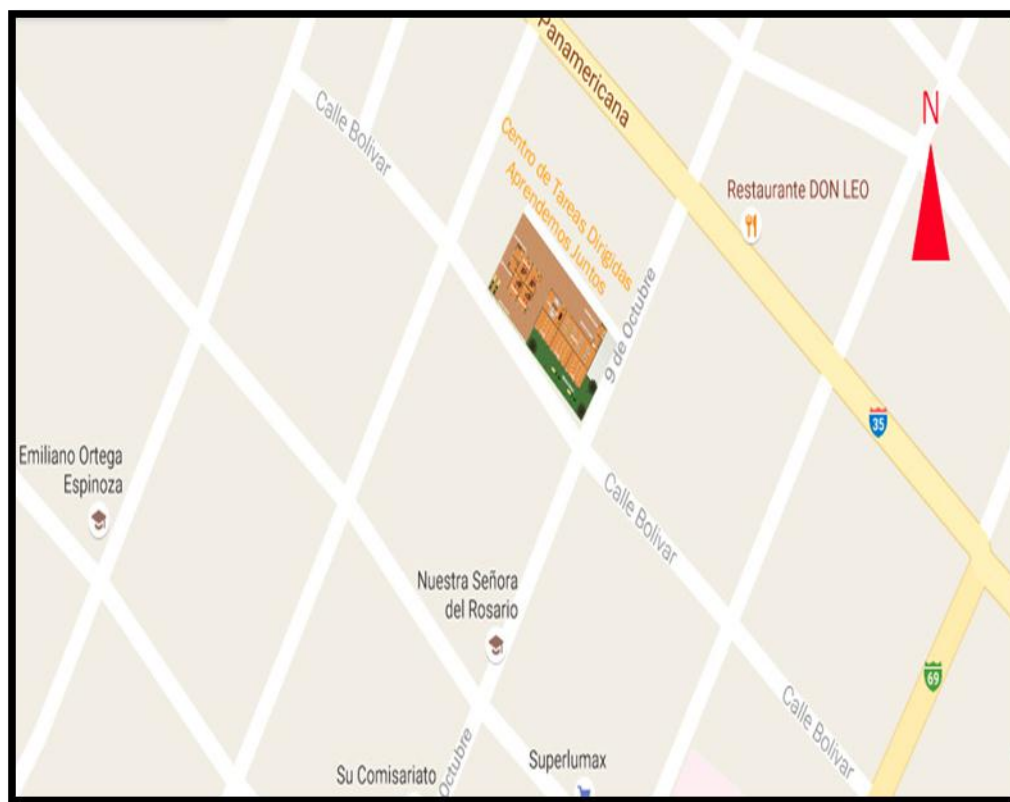 Panamericana
Calle Bolivar
N
Centro de Tareas Dirigidas
Aprendemos Juntos
Restaurante DON LEO
9 de Octubre
35
Emiliano Ortega
Espinoza
Calle Bolivar
Nuestra Señora
del Rosario
69
Calle Bolivar
Octubre
Superlumax
Su Comisariato